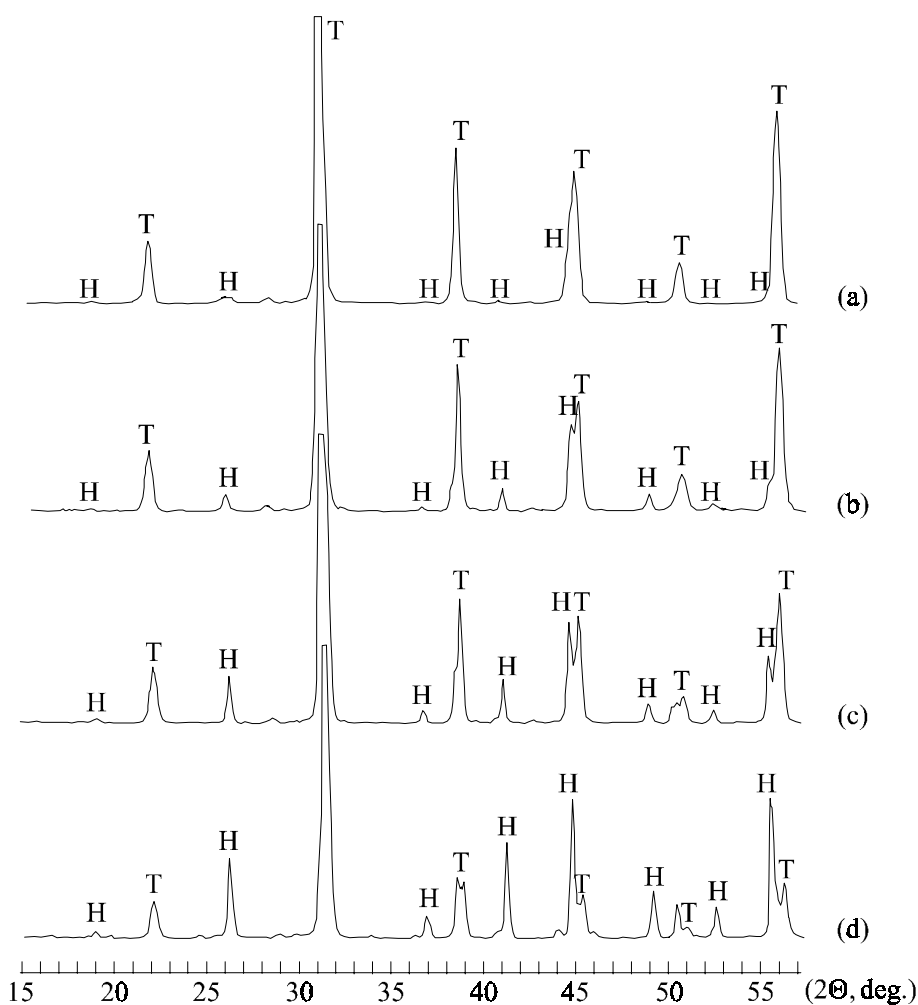 H T H T H T H H T H T H H T (a)
H T H H T H H T H T H H T (b)
H T H H T H H T H T H H T (c)
H T H H T H H T H T H H T (d)
15 20 25 30 35 40 45 50 55 (2Θ, deg.)